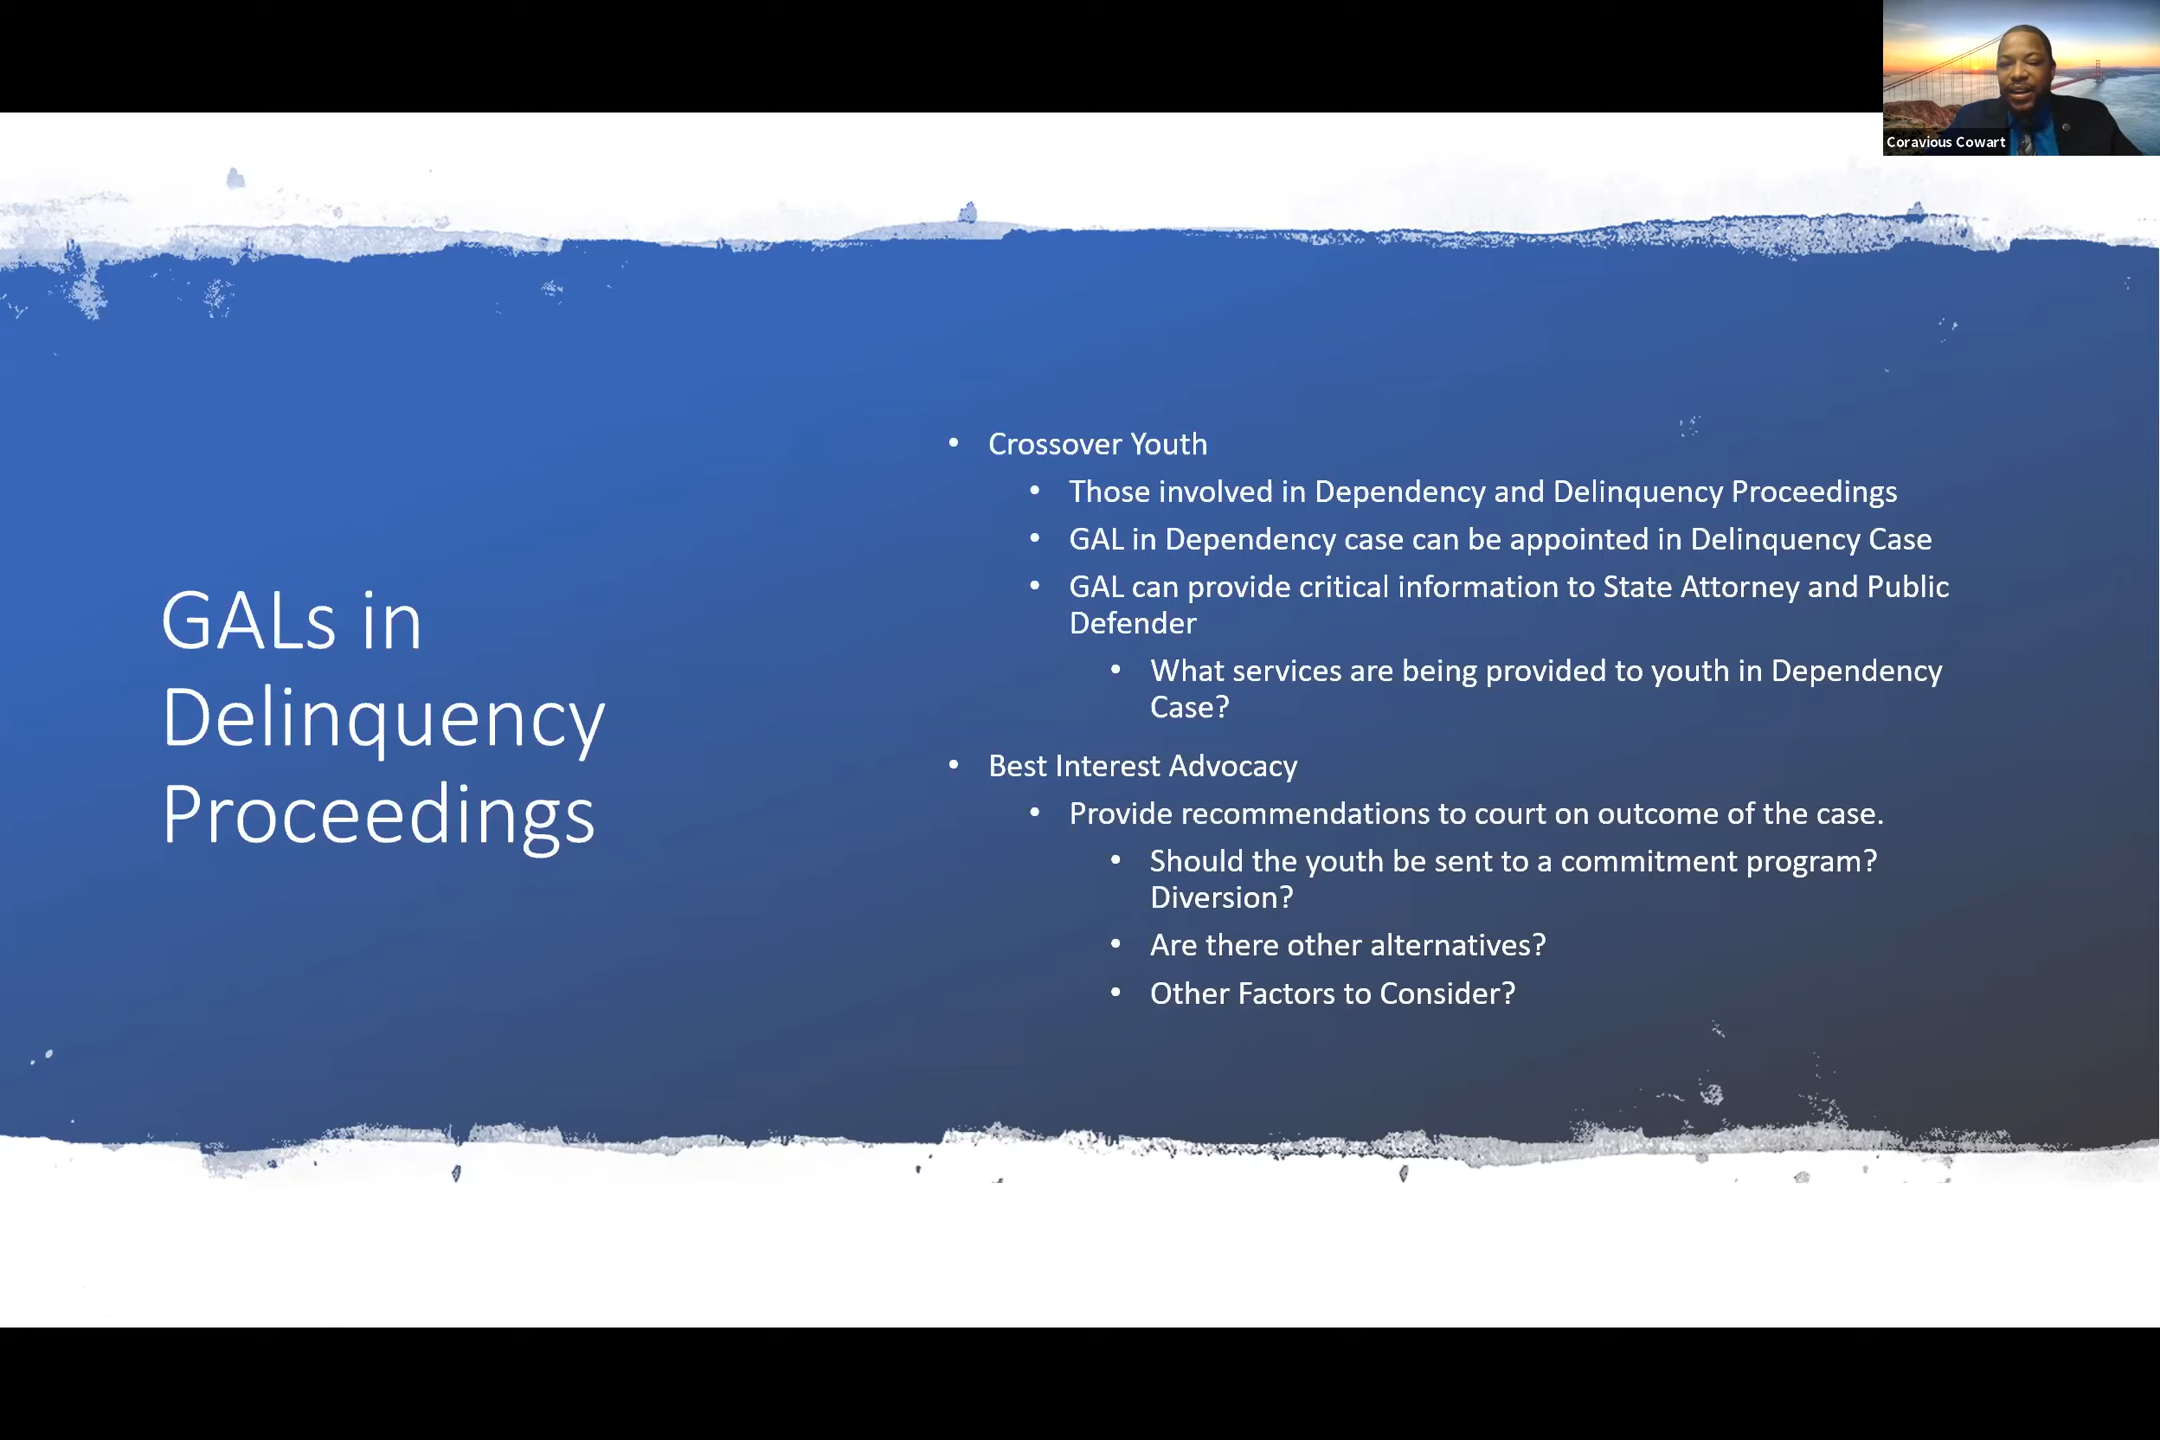 Coravious Cowart
GALs in
Delinquency
Proceedings
• Crossover Youth
• Those involved in Dependency and Delinquency Proceedings
• GAL in Dependency case can be appointed in Delinquency Case
• GAL can provide critical information to State Attorney and Public
Defender
• What services are being provided to youth in Dependency
Case?
• Best Interest Advocacy
• Provide recommendations to court on outcome of the case.
• Should the youth be sent to a commitment program?
Diversion?
• Are there other alternatives?
• Other Factors to Consider?